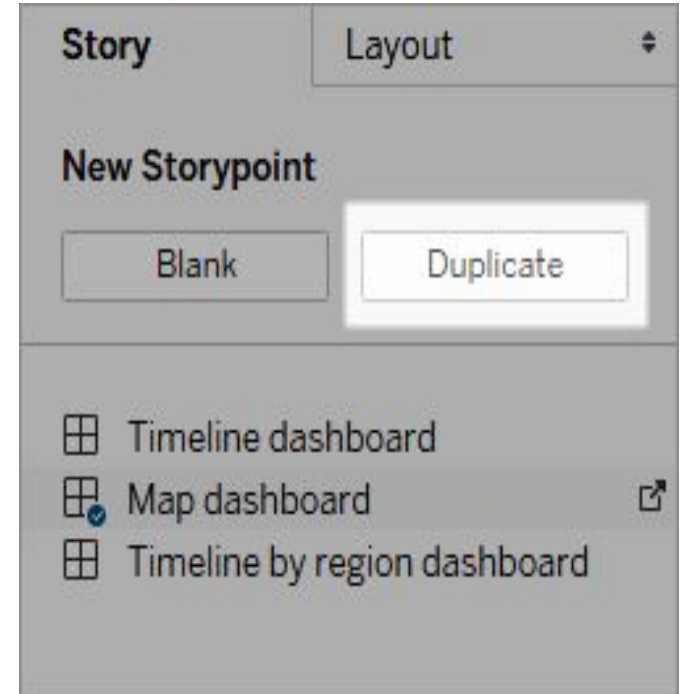 Story Layout
New Storypoint
Blank Duplicate
Timeline dashboard
Map dashboard
Timeline by region dashboard